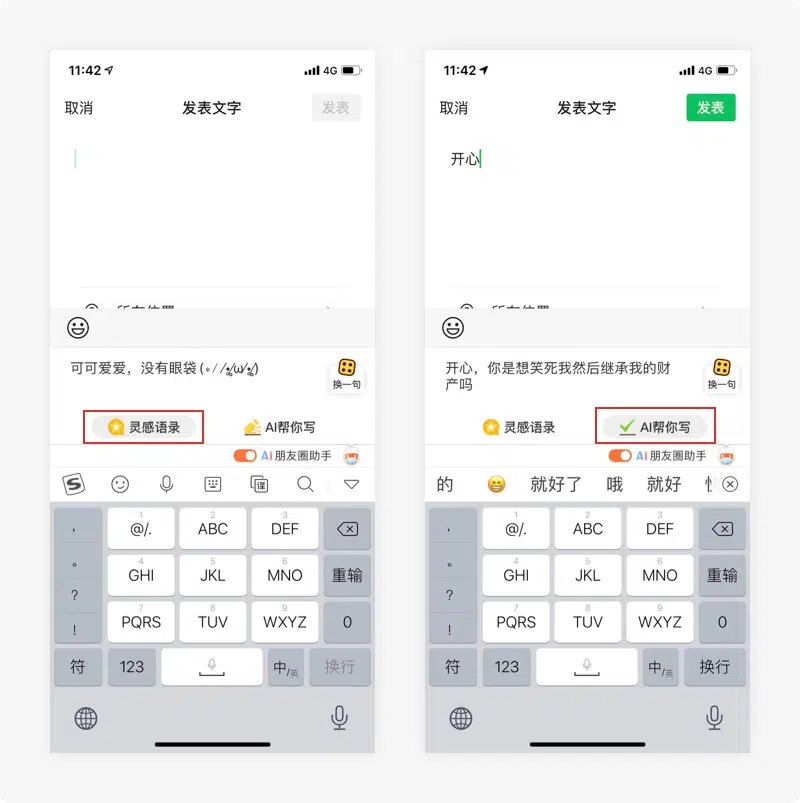 11:42
4G
取消
发表文字
发表
所在位置
可可爱爱，没有眼袋
换一句
灵感语录
AI帮你写
Ai朋友圈助手
S
，
1
@/.
2
ABC
3
DEF
。
4
GHI
5
JKL
6
MNO
重输
?
7
PQRS
8
TUV
9
WXYZ
0
!
符
123
中/英
换行
11:42
4G
取消
发表文字
发表
开心
所在位置
开心，你是想笑死我然后继承我的财
产吗
换一句
灵感语录
AI帮你写
Ai朋友圈助手
的
😄
就好了
哦
就好
，
1
@/.
2
ABC
3
DEF
。
4
GHI
5
JKL
6
MNO
重输
?
7
PQRS
8
TUV
9
WXYZ
0
!
符
123
中/英
换行